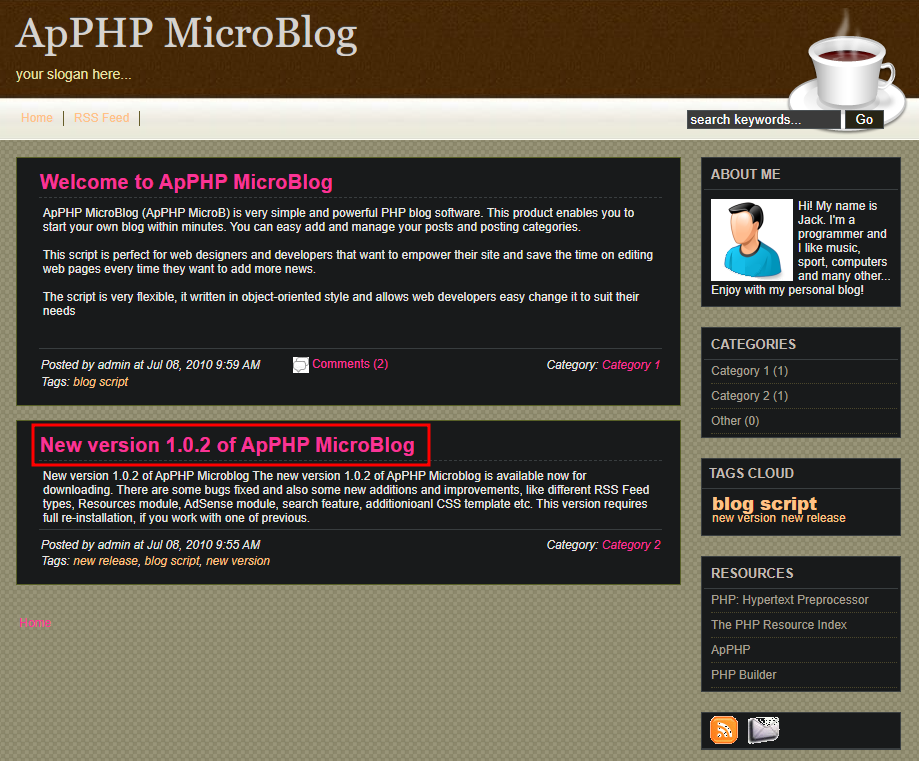 ApPHP MicroBlog
your slogan here...
Home
RSS Feed
search keywords...
Go
Welcome to ApPHP MicroBlog
ApPHP MicroBlog (ApPHP MicroB) is very simple and powerful PHP blog software. This product enables you to
start your own blog within minutes. You can easy add and manage your posts and posting categories.
This script is perfect for web designers and developers that want to empower their site and save the time on editing
web pages every time they want to add more news.
The script is very flexible, it written in object-oriented style and allows web developers easy change it to suit their
needs
Posted by admin at Jul 08, 2010 9:59 AM
Comments (2)
Category: Category 1
Tags: blog script
New version 1.0.2 of ApPHP MicroBlog
New version 1.0.2 of ApPHP Microblog The new version 1.0.2 of ApPHP Microblog is available now for
downloading. There are some bugs fixed and also some new additions and improvements, like different RSS Feed
types, Resources module, AdSense module, search feature, additionioanl CSS template etc. This version requires
full re-installation, if you work with one of previous.
Posted by admin at Jul 08, 2010 9:55 AM
Category: Category 2
Tags: new release, blog script, new version
Home
ABOUT ME
Hi! My name is
Jack. I'm a
programmer and
I like music,
sport, computers
and many other...
Enjoy with my personal blog!
CATEGORIES
Category 1 (1)
Category 2 (1)
Other (0)
TAGS CLOUD
blog script
new version new release
RESOURCES
PHP: Hypertext Preprocessor
The PHP Resource Index
ApPHP
PHP Builder